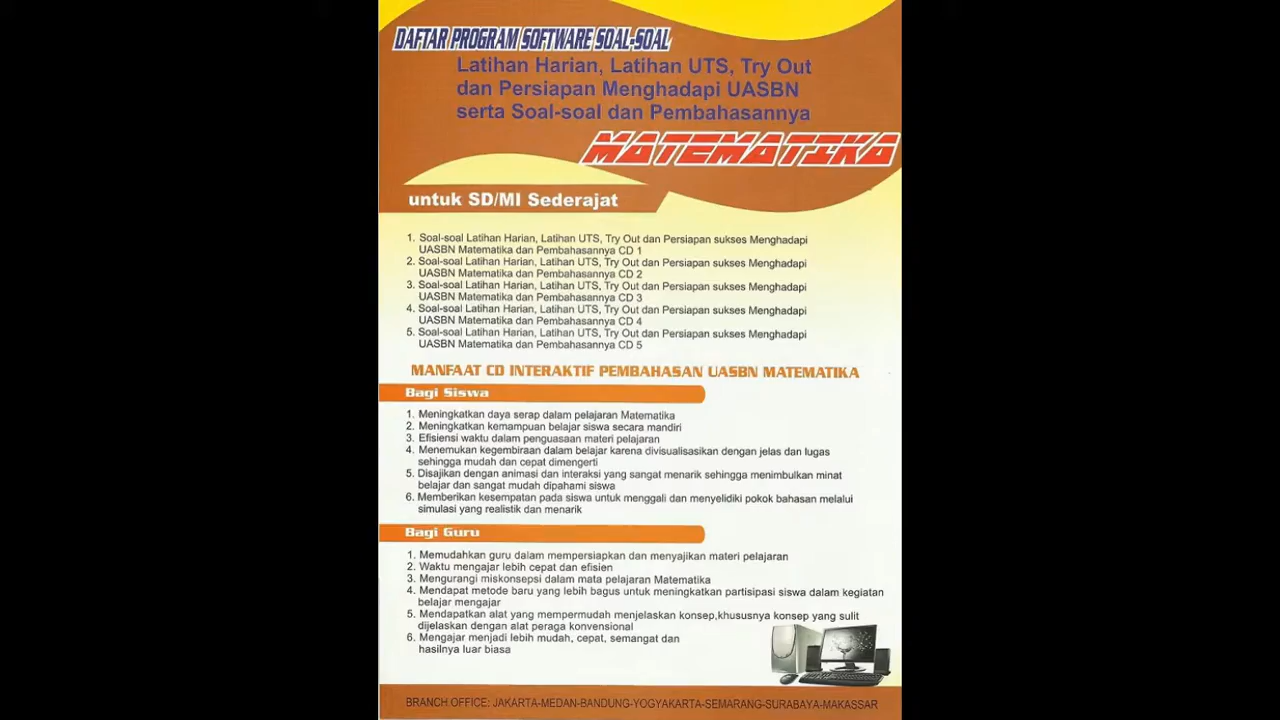 DAFTAR PROGRAM SOFTWARE SOAL-SOAL
Latihan Harian, Latihan UTS, Try Out
dan Persiapan Menghadapi UASBN
serta Soal-soal dan Pembahasannya
MATEMATIKA
untuk SD/MI Sederajat
1. Soal-soal Latihan Harian, Latihan UTS, Try Out dan Persiapan sukses Menghadapi
UASBN Matematika dan Pembahasannya CD 1
2. Soal-soal Latihan Harian, Latihan UTS, Try Out dan Persiapan sukses Menghadapi
UASBN Matematika dan Pembahasannya CD 2
3. Soal-soal Latihan Harian, Latihan UTS, Try Out dan Persiapan sukses Menghadapi
UASBN Matematika dan Pembahasannya CD 3
4. Soal-soal Latihan Harian, Latihan UTS, Try Out dan Persiapan sukses Menghadapi
UASBN Matematika dan Pembahasannya CD 4
5. Soal-soal Latihan Harian, Latihan UTS, Try Out dan Persiapan sukses Menghadapi
UASBN Matematika dan Pembahasannya CD 5
MANFAAT CD INTERAKTIF PEMBAHASAN UASBN MATEMATIKA
Bagi Siswa
1. Meningkatkan daya serap dalam pelajaran Matematika
2. Meningkatkan kemampuan belajar siswa secara mandiri
3. Efisiensi waktu dalam penguasaan materi pelajaran
4. Menemukan kegembiraan dalam belajar karena divisualisasikan dengan jelas dan lugas
sehingga mudah dan cepat dimengerti
5. Disajikan dengan animasi dan interaksi yang sangat menarik sehingga menimbulkan minat
belajar dan sangat mudah dipahami siswa
6. Memberikan kesempatan pada siswa untuk menggali dan menyelidiki pokok bahasan melalui
simulasi yang realistik dan menarik
Bagi Guru
1. Memudahkan guru dalam mempersiapkan dan menyajikan materi pelajaran
2. Waktu mengajar lebih cepat dan efisien
3. Mengurangi miskonsepsi dalam mata pelajaran Matematika
4. Mendapat metode baru yang lebih bagus untuk meningkatkan partisipasi siswa dalam kegiatan
belajar mengajar
5. Mendapatkan alat yang mempermudah menjelaskan konsep,khususnya konsep yang sulit
dijelaskan dengan alat peraga konvensional
6. Mengajar menjadi lebih mudah, cepat, semangat dan
hasilnya luar biasa
BRANCH OFFICE: JAKARTA-MEDAN-BANDUNG-YOGYAKARTA-SEMARANG-SURABAYA-MAKASSAR